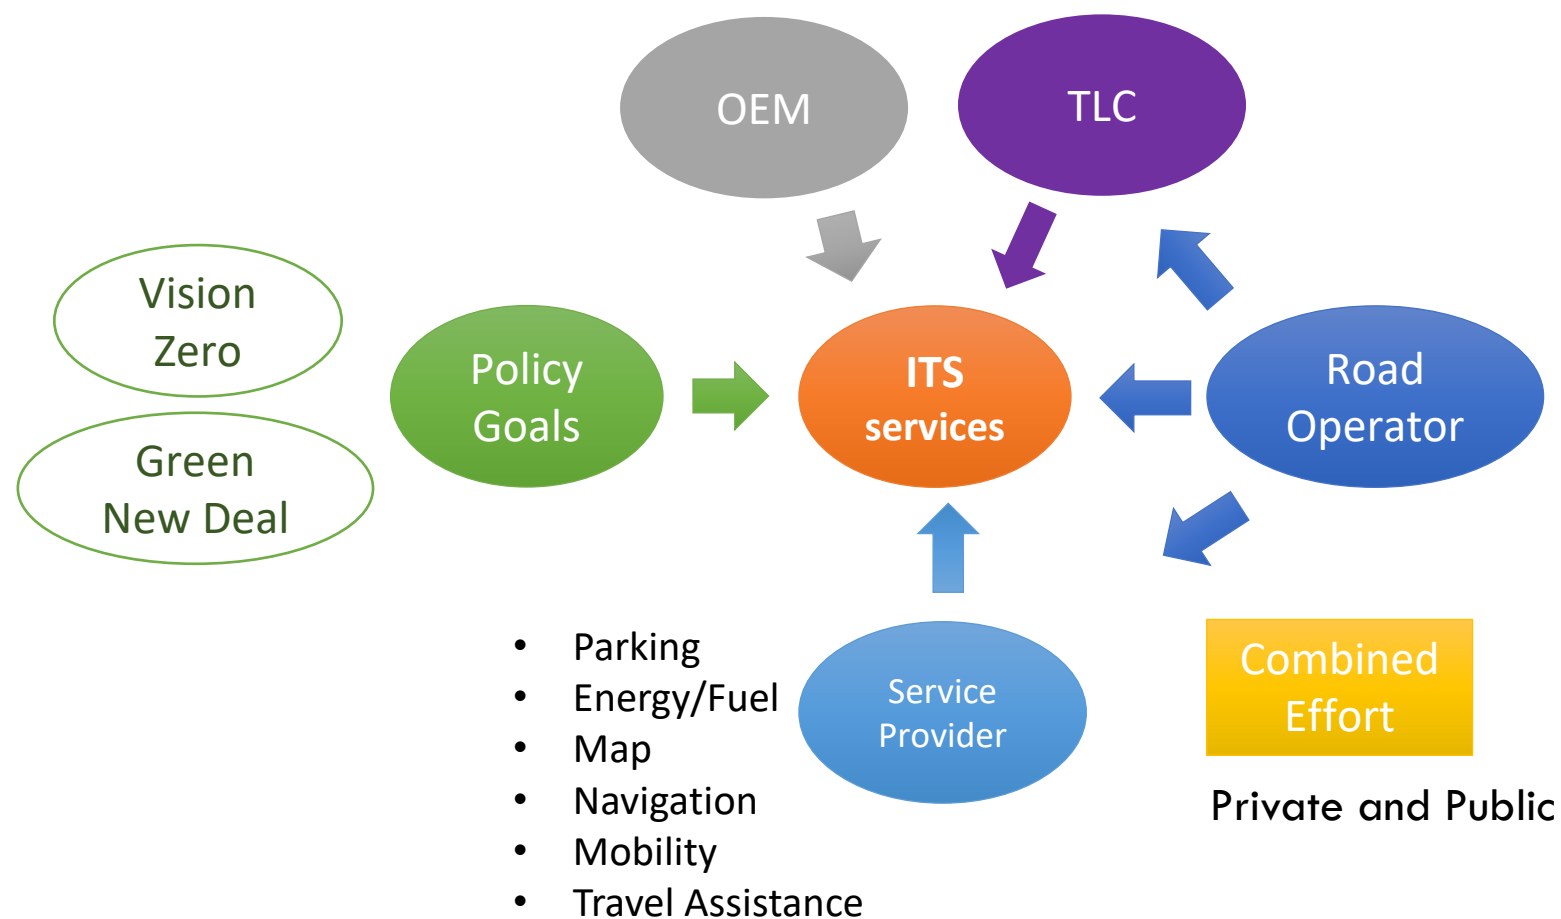 OEM
TLC
Vision
Zero
Green
New Deal
Policy
Goals
ITS
services
Road
Operator
• Parking
• Energy/Fuel
• Map
• Navigation
• Mobility
• Travel Assistance
Service
Provider
Combined
Effort
Private and Public